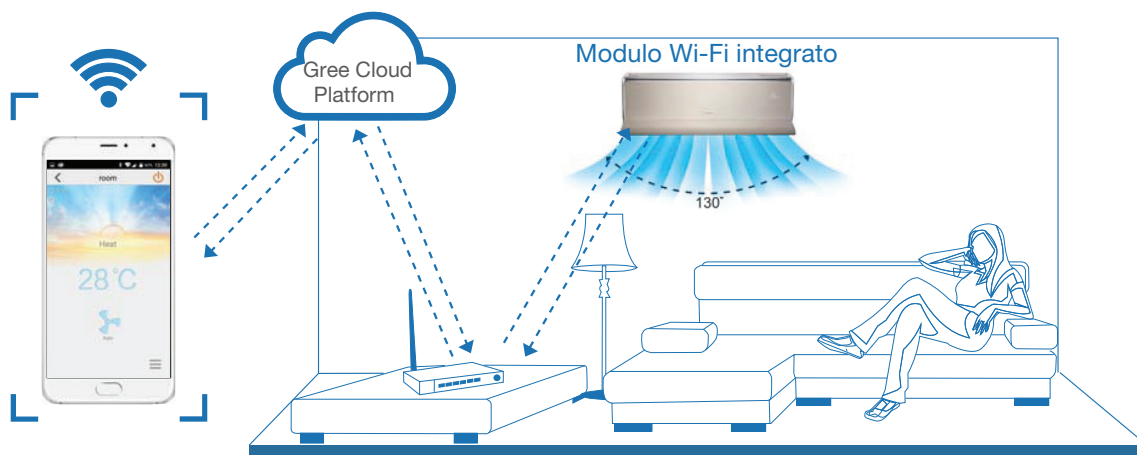 Modulo Wi-Fi integrato
Gree Cloud
Platform
room
Heat
28°C
130°